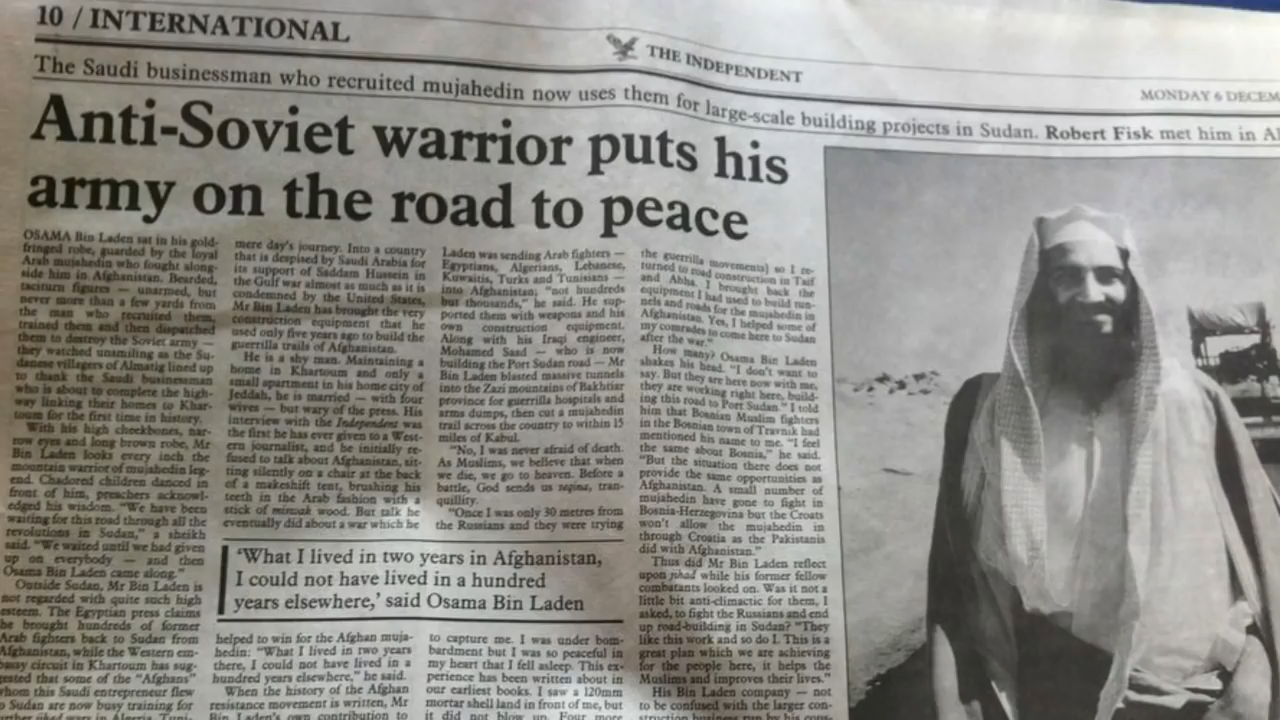 10 / INTERNATIONAL
THE INDEPENDENT
MONDAY 6 DECEM
The Saudi businessman who recruited mujahedin now uses them for large-scale building projects in Sudan. Robert Fisk met him in Al
Anti-Soviet warrior puts his
army on the road to peace
OSAMA Bin Laden sat in his gold-
fringed robe, guarded by the loyal
Arab mujahedin who fought along-
side him in Afghanistan. Bearded,
taciturn figures — unarmed, but
never more than a few yards from
the man who recruited them,
trained them and then dispatched
them to destroy the Soviet army —
they watched unsmiling as the Su-
danese villagers of Almatig lined up
to thank the Saudi businessman
who is about to complete the high-
way linking their homes to Khar-
toum for the first time in history.
With his high cheekbones, nar-
row eyes and long brown robe, Mr
Bin Laden looks every inch the
mountain warrior of mujahedin leg-
end. Chadored children danced in
front of him, preachers acknowl-
edged his wisdom. "We have been
waiting for this road through all the
revolutions in Sudan," a sheikh
said. "We waited until we had given
up on everybody — and then
Osama Bin Laden came along."
Outside Sudan, Mr Bin Laden is
not regarded with quite such high
esteem. The Egyptian press claims
he brought hundreds of former
Arab fighters back to Sudan from
Afghanistan, while the Western em-
bassy circuit in Khartoum has sug-
gested that some of the "Afghans"
whom this Saudi entrepreneur flew
to Sudan are now busy training for
mere day's journey. Into a country
that is despised by Saudi Arabia for
its support of Saddam Hussein in
the Gulf war almost as much as it is
condemned by the United States,
Mr Bin Laden has brought the very
construction equipment that he
used only five years ago to build the
guerrilla trails of Afghanistan.
He is a shy man. Maintaining a
home in Khartoum and only a
small apartment in his home city of
Jeddah, he is married — with four
wives — but wary of the press. His
interview with the Independent was
the first he has ever given to a West-
ern journalist, and he initially re-
fused to talk about Afghanistan, sit-
ting silently on a chair at the back
of a makeshift tent, brushing his
teeth in the Arab fashion with a
stick of miswak wood. But talk he
eventually did about a war which he
'What I lived in two years in Afghanistan,
I could not have lived in a hundred
years elsewhere,' said Osama Bin Laden
helped to win for the Afghan muja-
hedin: "What I lived in two years
there, I could not have lived in a
hundred years elsewhere," he said.
When the history of the Afghan
resistance movement is written, Mr
Bin Laden's own contribution to
Laden was sending Arab fighters —
Egyptians, Algerians, Lebanese,
Kuwaitis, Turks and Tunisians —
into Afghanistan; "not hundreds
but thousands," he said. He sup-
ported them with weapons and his
own construction equipment.
Along with his Iraqi engineer,
Mohamed Saad — who is now
building the Port Sudan road — Mr
Bin Laden blasted massive tunnels
into the Zazi mountains of Bakhtiar
province for guerrilla hospitals and
arms dumps, then cut a mujahedin
trail across the country to within 15
miles of Kabul.
"No, I was never afraid of death.
As Muslims, we believe that when
we die, we go to heaven. Before a
battle, God sends us seqina, tran-
quillity.
"Once I was only 30 metres from
the Russians and they were trying
to capture me. I was under bom-
bardment but I was so peaceful in
my heart that I fell asleep. This ex-
perience has been written about in
our earliest books. I saw a 120mm
mortar shell land in front of me, but
it did not blow up. Four more
the guerrilla movements] so I re-
turned to road construction in Taif
and Abha. I brought back the
equipment I had used to build tun-
nels and roads for the mujahedin in
Afghanistan. Yes, I helped some of
my comrades to come here to Sudan
after the war."
How many? Osama Bin Laden
shakes his head. "I don't want to
say. But they are here now with me,
they are working right here, build-
ing this road to Port Sudan." I told
him that Bosnian Muslim fighters
in the Bosnian town of Travnik had
mentioned his name to me. "I feel
the same about Bosnia," he said.
"But the situation there does not
provide the same opportunities as
Afghanistan. A small number of
mujahedin have gone to fight in
Bosnia-Herzegovina but the Croats
won't allow the mujahedin in
through Croatia as the Pakistanis
did with Afghanistan."
Thus did Mr Bin Laden reflect
upon jihad while his former fellow
combatants looked on. Was it not a
little bit anti-climactic for them, I
asked, to fight the Russians and end
up road-building in Sudan? "They
like this work and so do I. This is a
great plan which we are achieving
for the people here, it helps the
Muslims and improves their lives."
His Bin Laden company — not
to be confused with the larger con-
struction business run by his